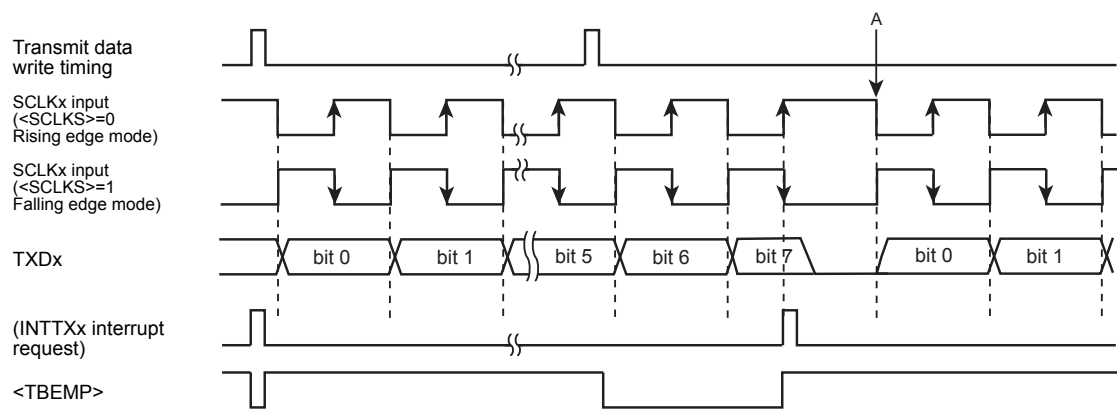 A
Transmit data
write timing
SCLKx input
(<SCLKS>=0
Rising edge mode)
SCLKx input
(<SCLKS>=1
Falling edge mode)
TXDx
bit 0
bit 1
bit 5
bit 6
bit 7
bit 0
bit 1
(INTTXx interrupt
request)
<TBEMP>